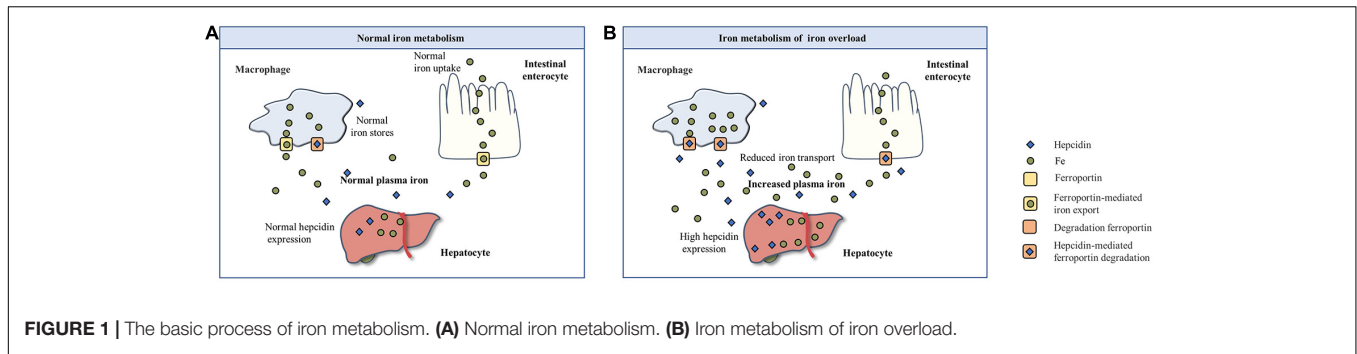 A
Normal iron metabolism
Macrophage
Normal
iron uptake
Intestinal
enterocyte
Normal
iron stores
Normal plasma iron
Normal hepcidin
expression
Hepatocyte
B
Iron metabolism of iron overload
Macrophage
Intestinal
enterocyte
Reduced iron transport
Increased plasma iron
High hepcidin
expression
Hepatocyte
Hepcidin
Fe
Ferroportin
Ferroportin-mediated
iron export
Degradation ferroportin
Hepcidin-mediated
ferroportin degradation
FIGURE 1 | The basic process of iron metabolism. (A) Normal iron metabolism. (B) Iron metabolism of iron overload.